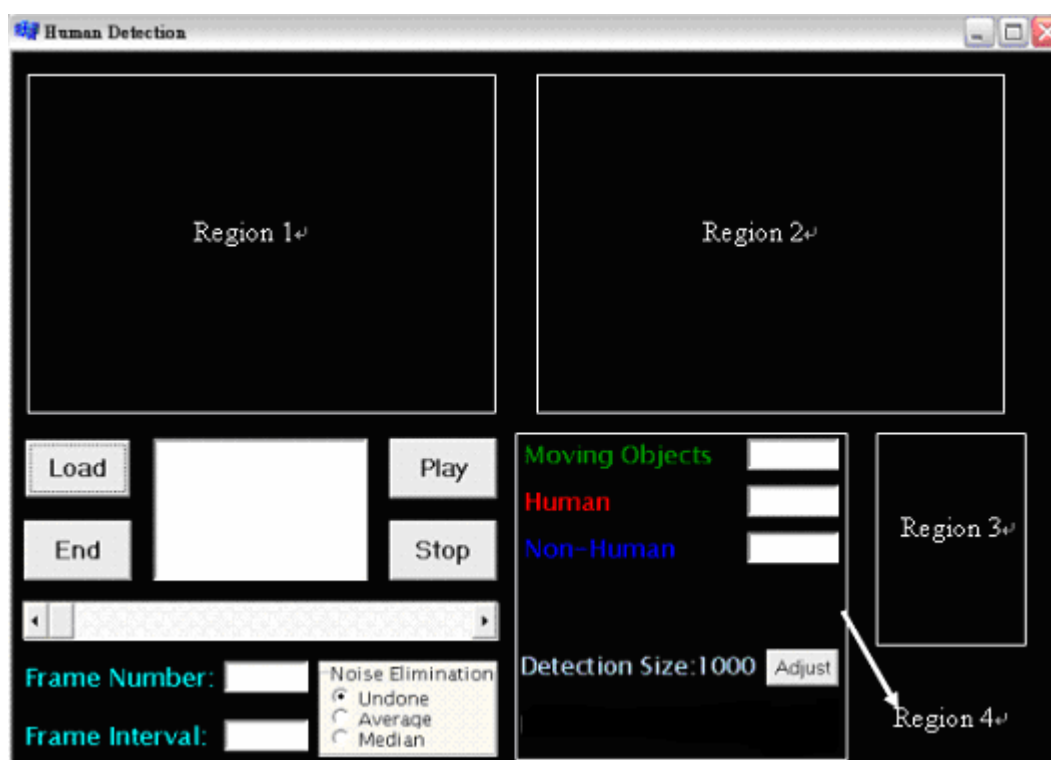 Human Detection
Region 1↵
Region 2↵
Load
Play
End
Stop
Frame Number:
Frame Interval:
Noise Elimination
Undone
Average
Median
Moving Objects
Human
Non-Human
Detection Size:1000
Adjust
Region 3↵
Region 4↵